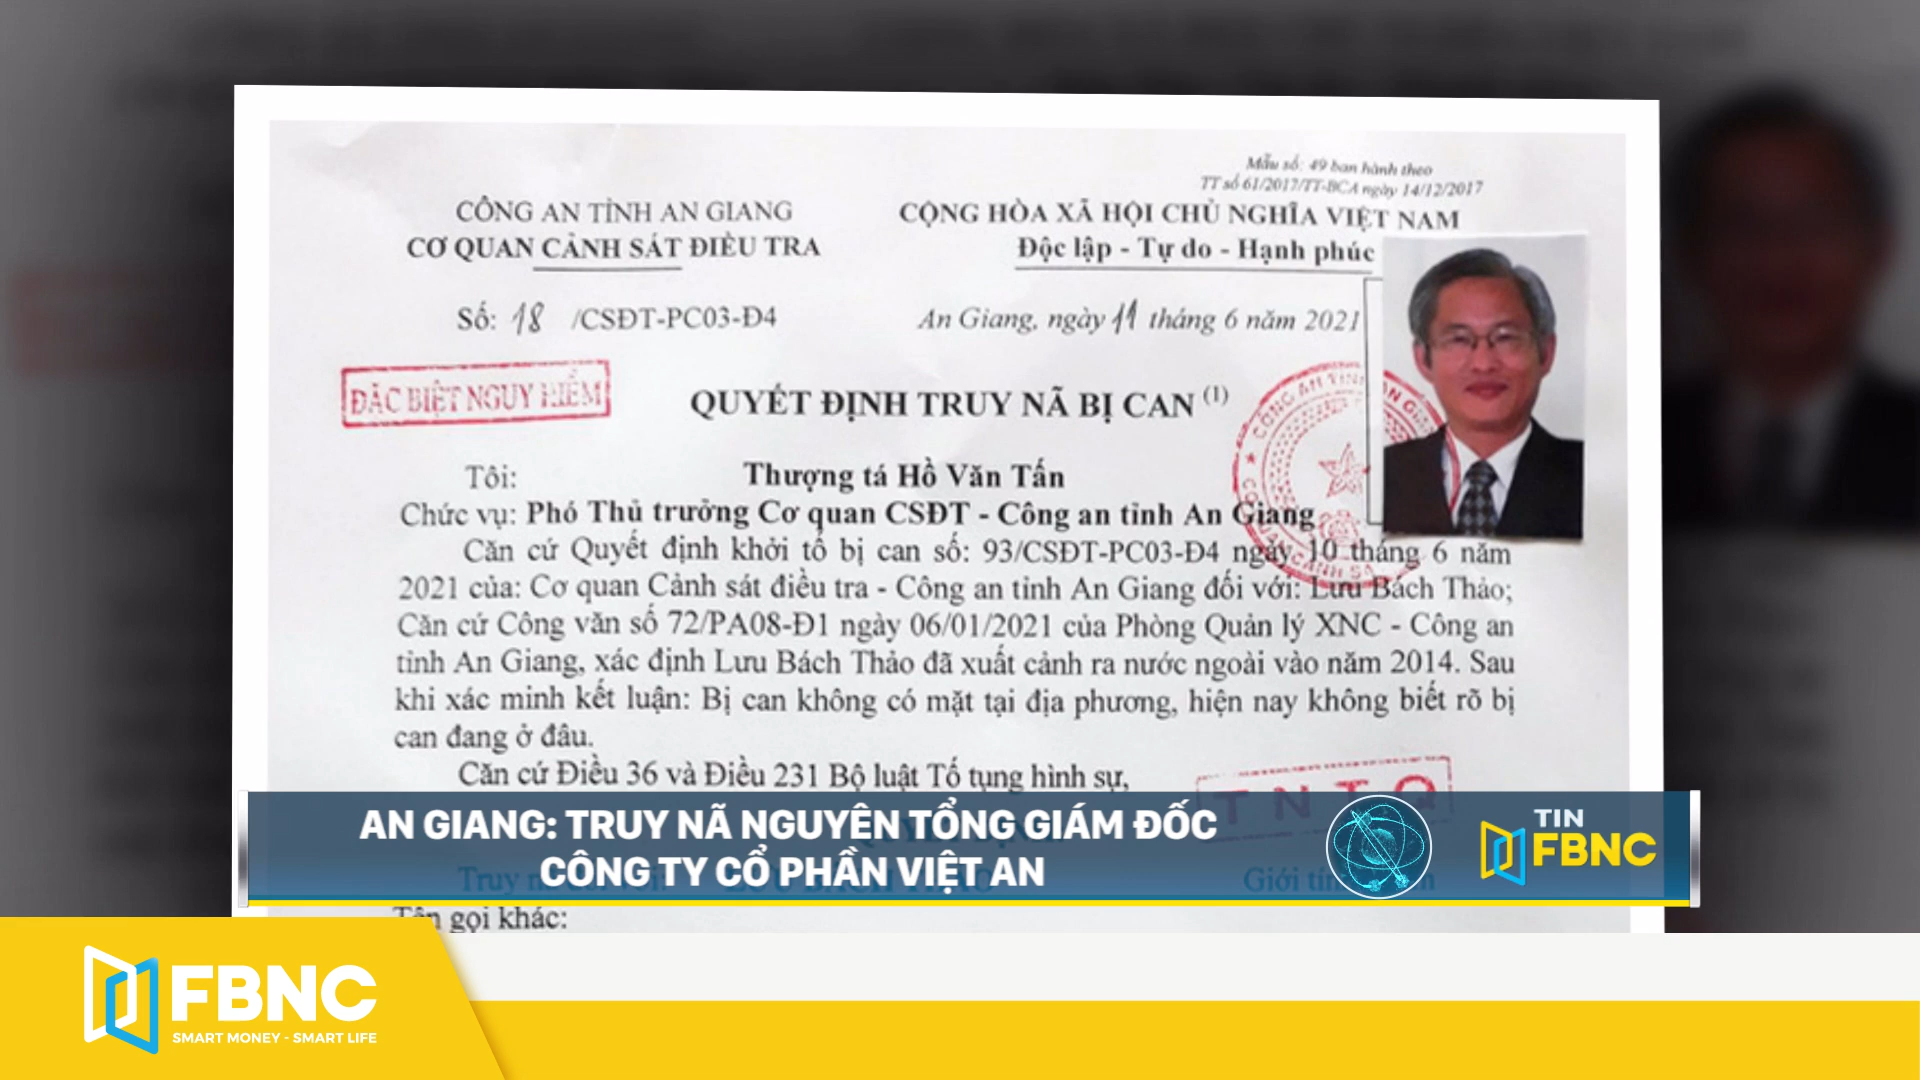 Mẫu số: 49 ban hành theo
TT số 61/2017/TT-BCA ngày 14/12/2017
CÔNG AN TỈNH AN GIANG
CƠ QUAN CẢNH SÁT ĐIỀU TRA
CỘNG HÒA XÃ HỘI CHỦ NGHĨA VIỆT NAM
Độc lập - Tự do - Hạnh phúc
Số: 18 /CSĐT-PC03-Đ4
An Giang, ngày 11 tháng 6 năm 2021
ĐẶC BIỆT NGUY HIỂM
QUYẾT ĐỊNH TRUY NÃ BỊ CAN (1)
Tôi: Thượng tá Hồ Văn Tấn
Chức vụ: Phó Thủ trưởng Cơ quan CSĐT - Công an tỉnh An Giang
Căn cứ Quyết định khởi tố bị can số: 93/CSĐT-PC03-Đ4 ngày 10 tháng 6 năm
2021 của: Cơ quan Cảnh sát điều tra - Công an tỉnh An Giang đối với: Lưu Bách Thảo;
Căn cứ Công văn số 72/PA08-Đ1 ngày 06/01/2021 của Phòng Quản lý XNC - Công an
tỉnh An Giang, xác định Lưu Bách Thảo đã xuất cảnh ra nước ngoài vào năm 2014. Sau
khi xác minh kết luận: Bị can không có mặt tại địa phương, hiện nay không biết rõ bị
can đang ở đâu.
Căn cứ Điều 36 và Điều 231 Bộ luật Tố tụng hình sự,
T N T Q
AN GIANG: TRUY NÃ NGUYÊN TỔNG GIÁM ĐỐC
CÔNG TY CỔ PHẦN VIỆT AN
TIN
FBNC
Tên gọi khác:
FBNC
SMART MONEY - SMART LIFE